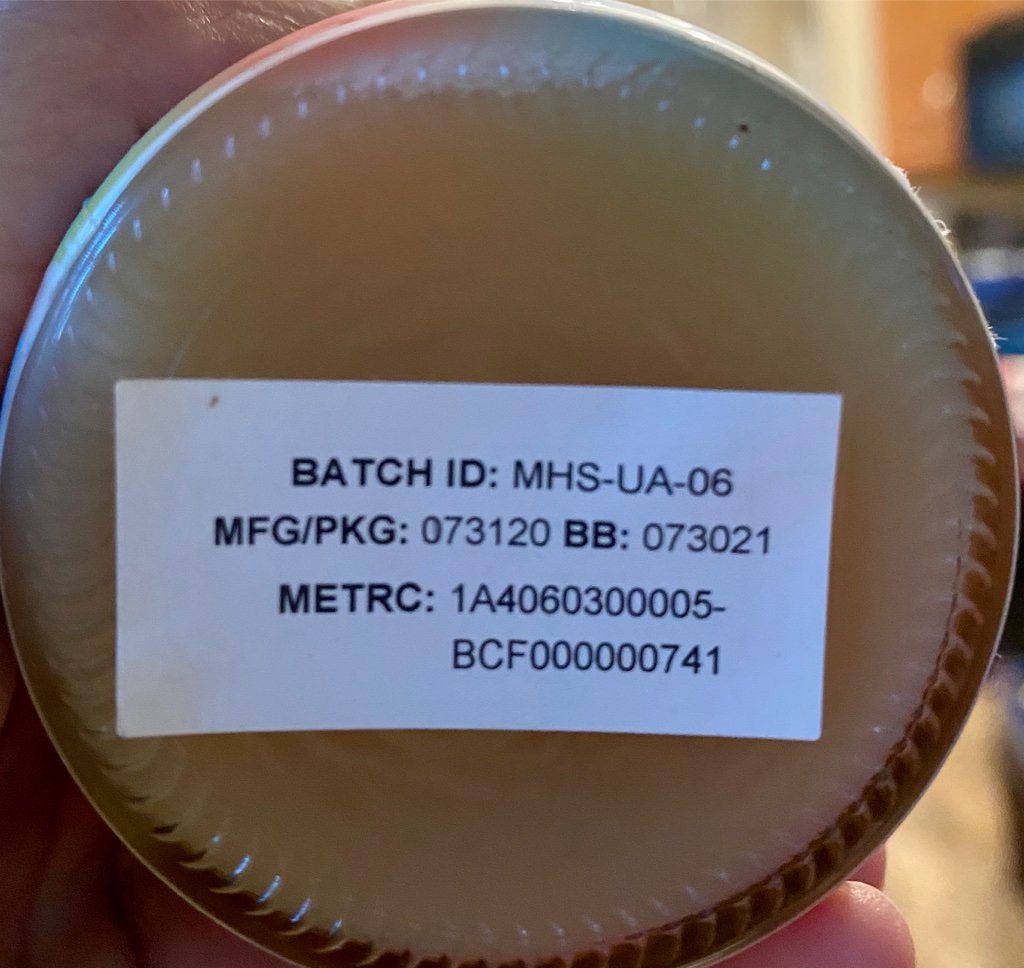 BATCH ID: MHS-UA-06
MFG/PKG: 073120 BB: 073021
METRC: 1A4060300005-
BCF000000741